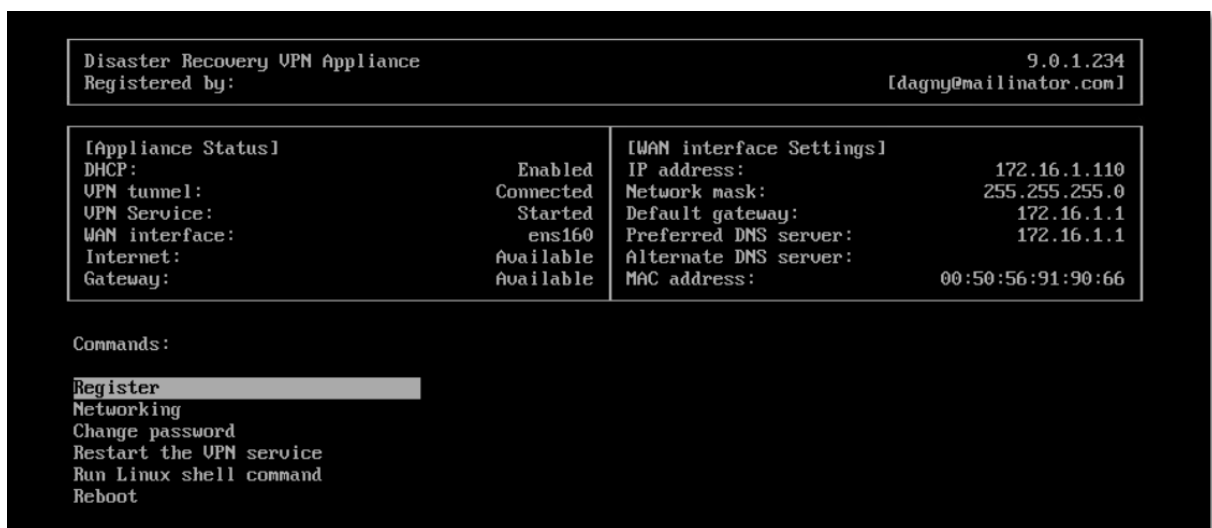 Disaster Recovery VPN Appliance 9.0.1.234
Registered by: [dagny@mailinator.com]
[Appliance Status]
DHCP: Enabled
VPN tunnel: Connected
VPN Service: Started
WAN interface: ens160
Internet: Available
Gateway: Available
[WAN interface Settings]
IP address: 172.16.1.110
Network mask: 255.255.255.0
Default gateway: 172.16.1.1
Preferred DNS server: 172.16.1.1
Alternate DNS server:
MAC address: 00:50:56:91:90:66
Commands:
Register
Networking
Change password
Restart the VPN service
Run Linux shell command
Reboot